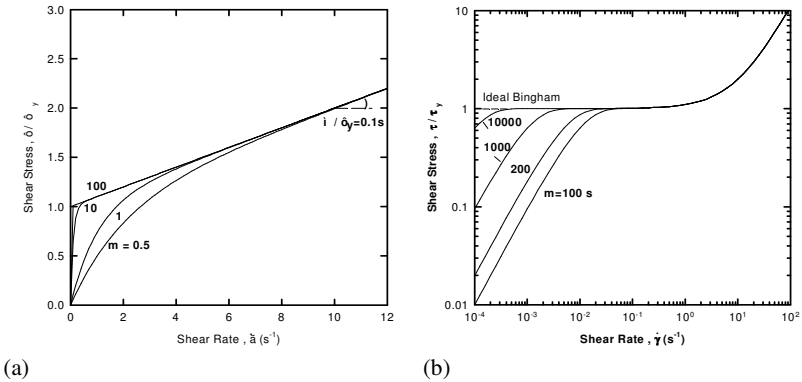 3.0
2.5
2.0
1.5
1.0
0.5
0.0
Shear Stress , ô / ô y
100
10
1
m = 0.5
ì / ôy=0.1s
0 2 4 6 8 10 12
Shear Rate , ã (s-1)
(a)
10
1
0.1
0.01
Shear Stress , τ/τy
Ideal Bingham
10000
1000
200
m=100 s
10-4 10-3 10-2 10-1 100 101 102
Shear Rate , γ̇ (s-1)
(b)